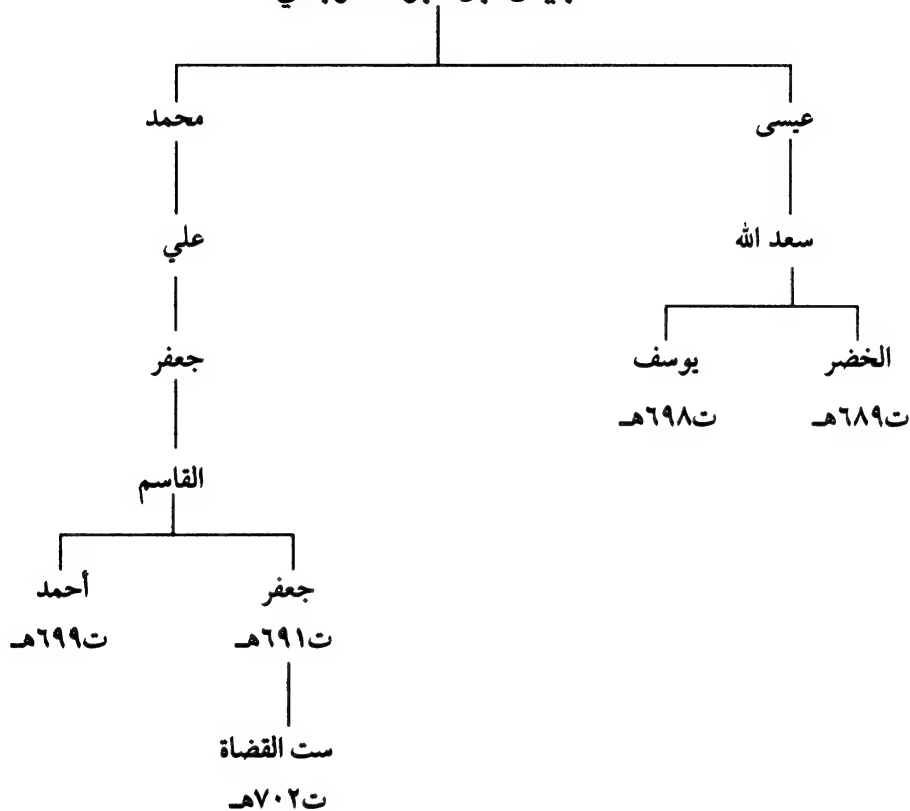 عيسى
محمد
سعد الله
علي
الخضر
يوسف
جعفر
ت٦٨٩هـ
ت٦٩٨هـ
القاسم
جعفر
أحمد
ت٦٩١هـ
ت٦٩٩هـ
ست القضاة
ت٧٠٢هـ